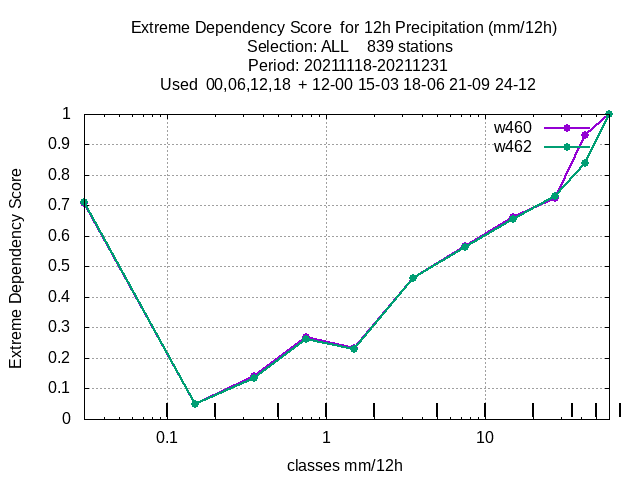 Extreme Dependency Score  for 12h Precipitation (mm/12h)
Selection: ALL    839 stations
Period: 20211118-20211231
Used  00,06,12,18  + 12-00 15-03 18-06 21-09 24-12
w460
w462
1
0.9
0.8
0.7
0.6
0.5
0.4
0.3
0.2
0.1
0
Extreme Dependency Score
0.1 1 10
classes mm/12h